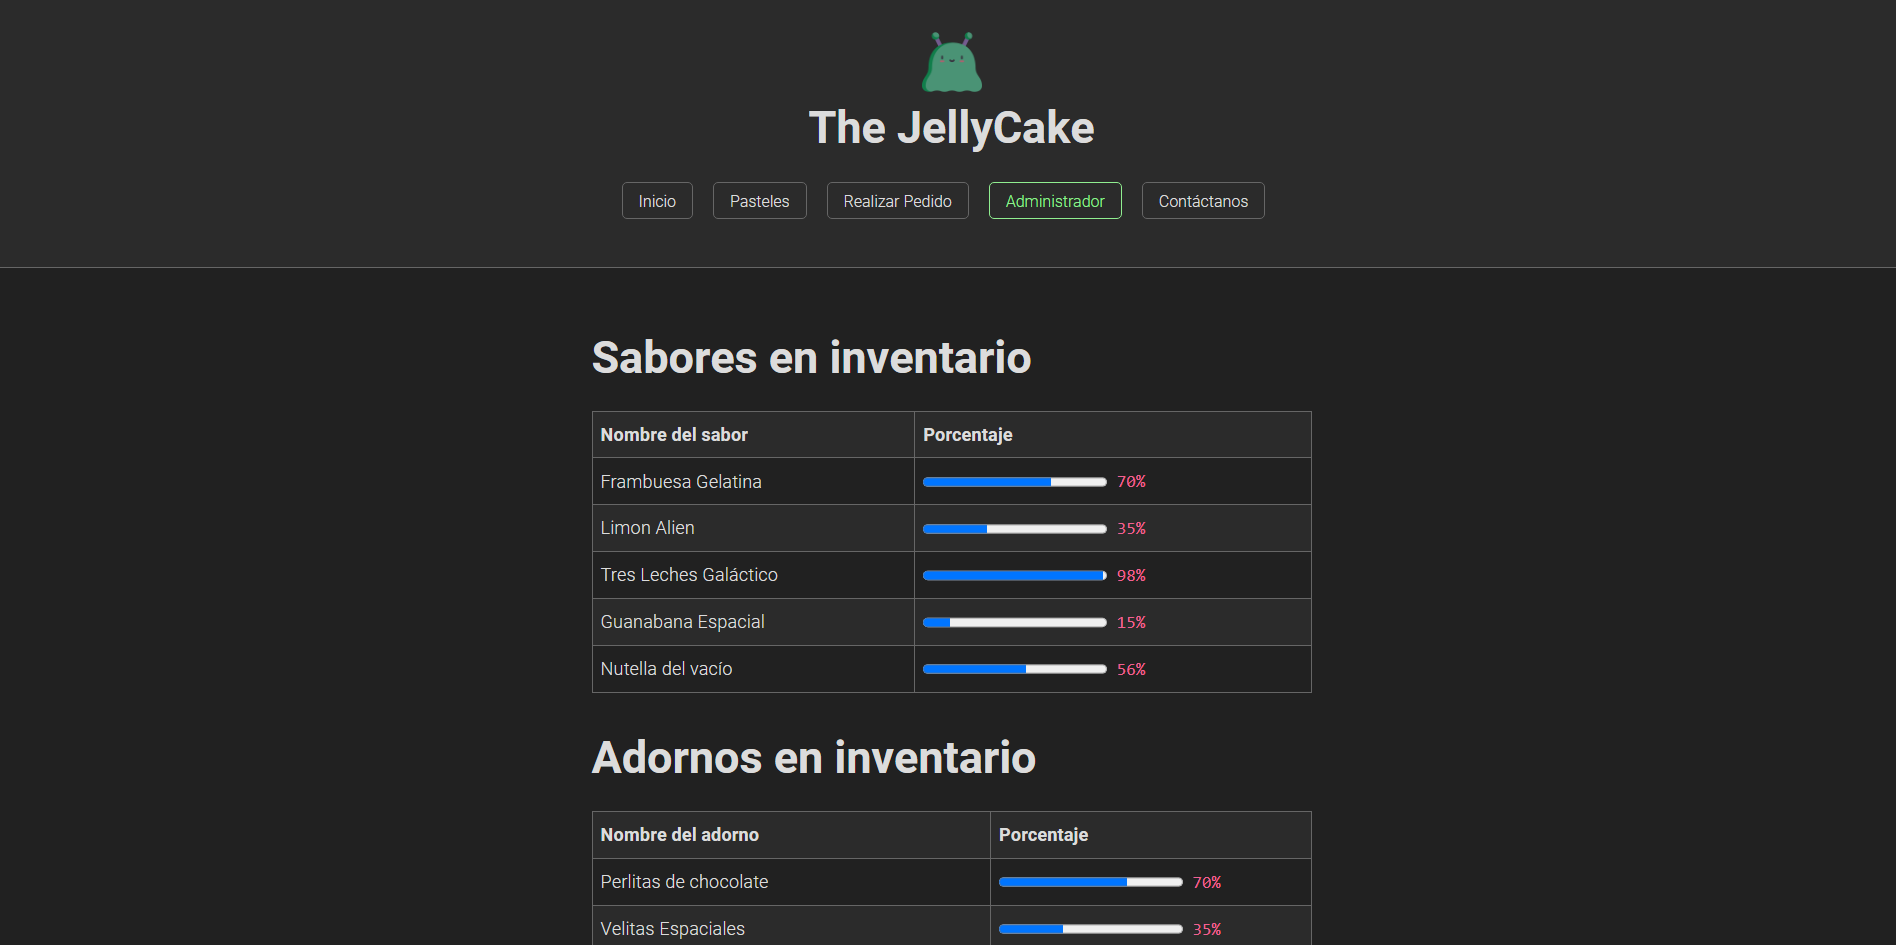 The JellyCake
Inicio Pasteles Realizar Pedido Administrador Contáctanos
Sabores en inventario
Nombre del sabor Porcentaje
Frambuesa Gelatina 70%
Limon Alien 35%
Tres Leches Galáctico 98%
Guanabana Espacial 15%
Nutella del vacío 56%
Adornos en inventario
Nombre del adorno Porcentaje
Perlitas de chocolate 70%
Velitas Espaciales 35%